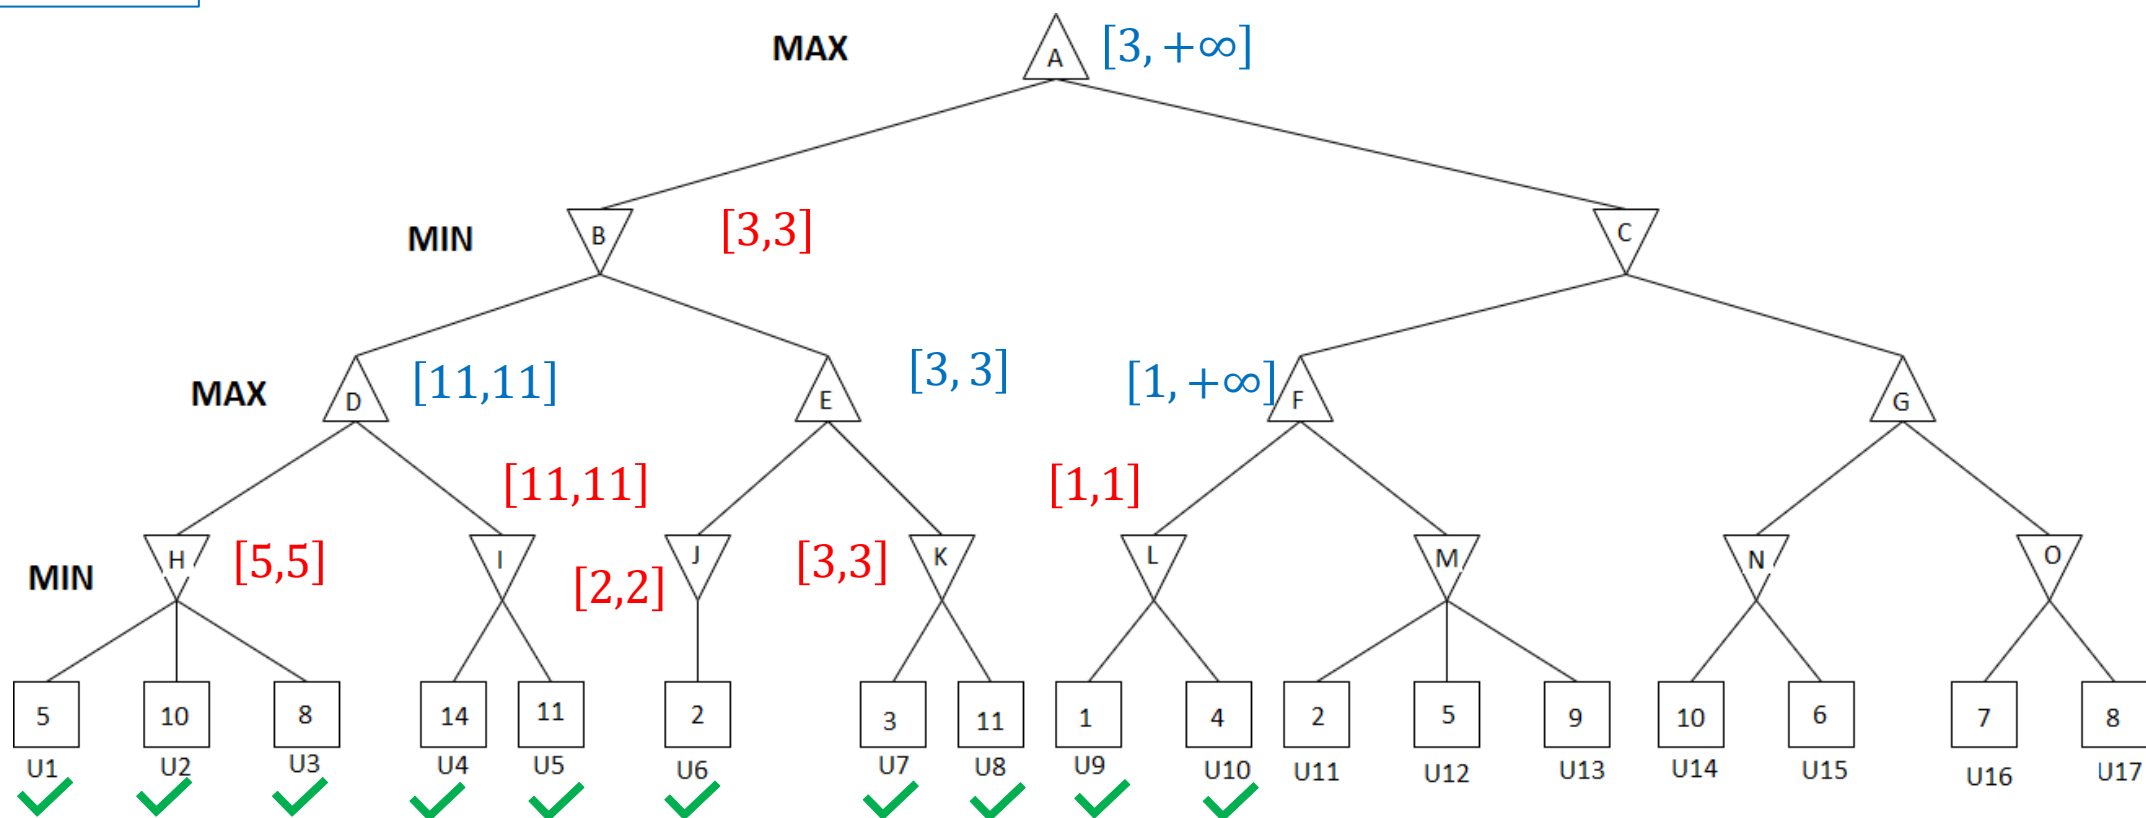 MAX A [3, +∞]
MIN B [3,3] C
MAX D [11,11] E [3, 3] [1, +∞] F G
[11,11] [1,1]
MIN H [5,5] I [2,2] J [3,3] K L M N O
5 10 8 14 11 2 3 11 1 4 2 5 9 10 6 7 8
U1 U2 U3 U4 U5 U6 U7 U8 U9 U10 U11 U12 U13 U14 U15 U16 U17